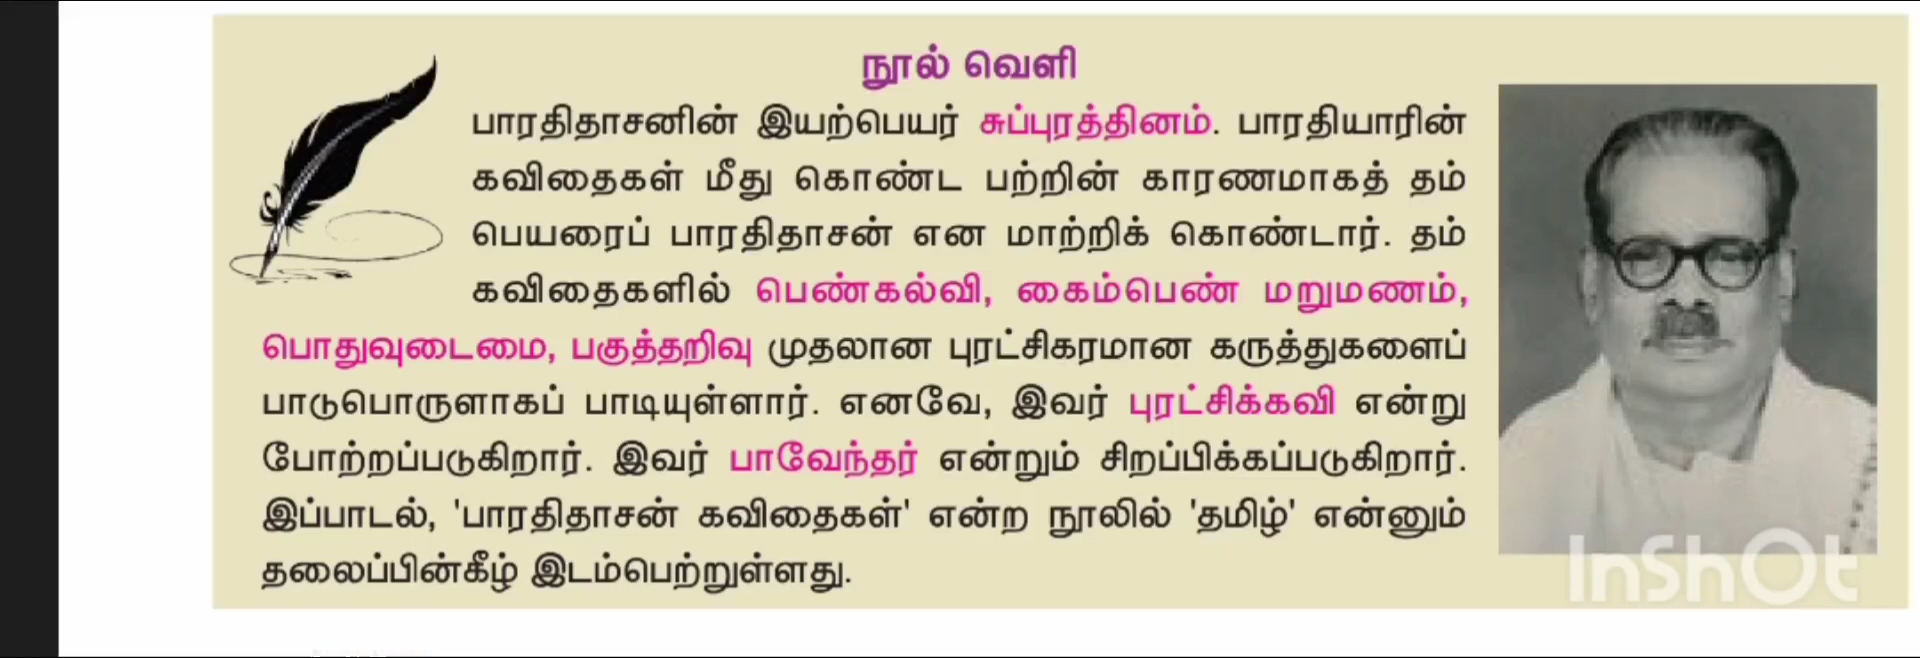 நூல் வெளி
பாரதிதாசனின் இயற்பெயர் சுப்புரத்தினம். பாரதியாரின்
கவிதைகள் மீது கொண்ட பற்றின் காரணமாகத் தம்
பெயரைப் பாரதிதாசன் என மாற்றிக் கொண்டார். தம்
கவிதைகளில் பெண்கல்வி, கைம்பெண் மறுமணம்,
பொதுவுடைமை, பகுத்தறிவு முதலான புரட்சிகரமான கருத்துகளைப்
பாடுபொருளாகப் பாடியுள்ளார். எனவே, இவர் புரட்சிக்கவி என்று
போற்றப்படுகிறார். இவர் பாவேந்தர் என்றும் சிறப்பிக்கப்படுகிறார்.
இப்பாடல், 'பாரதிதாசன் கவிதைகள்' என்ற நூலில் 'தமிழ்' என்னும்
தலைப்பின்கீழ் இடம்பெற்றுள்ளது.
InShOt